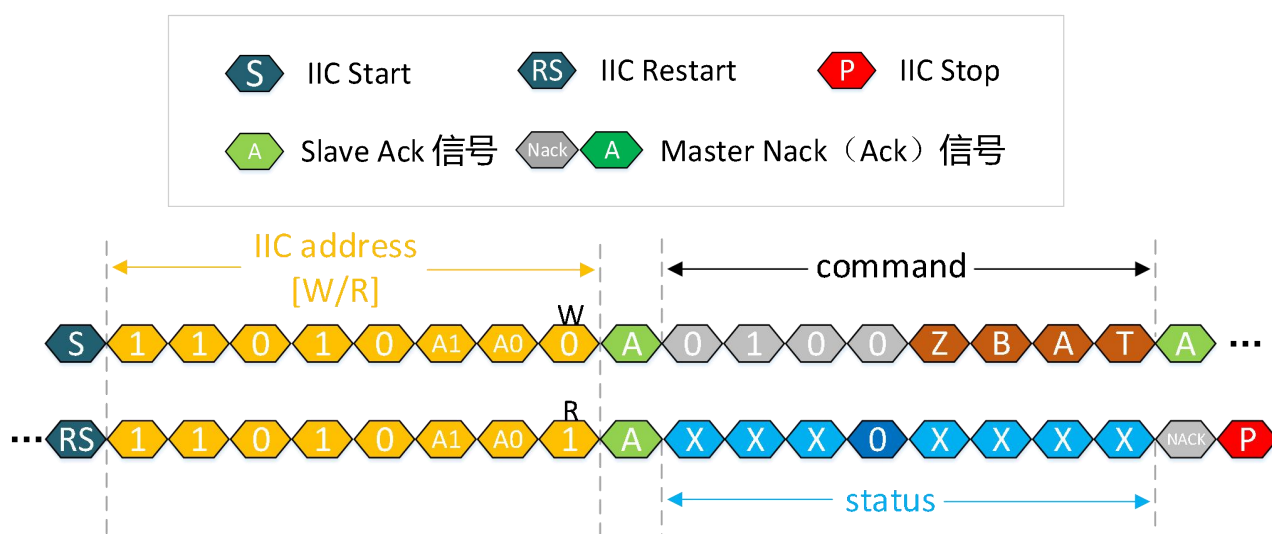 S IIC Start RS IIC Restart P IIC Stop
A Slave Ack 信号 Nack A Master Nack（Ack）信号
IIC address
[W/R]
command
W
S 1 1 0 1 0 A1 A0 0 A 0 1 0 0 Z B A T A ...
R
... RS 1 1 0 1 0 A1 A0 1 A X X X 0 X X X X NACK P
status